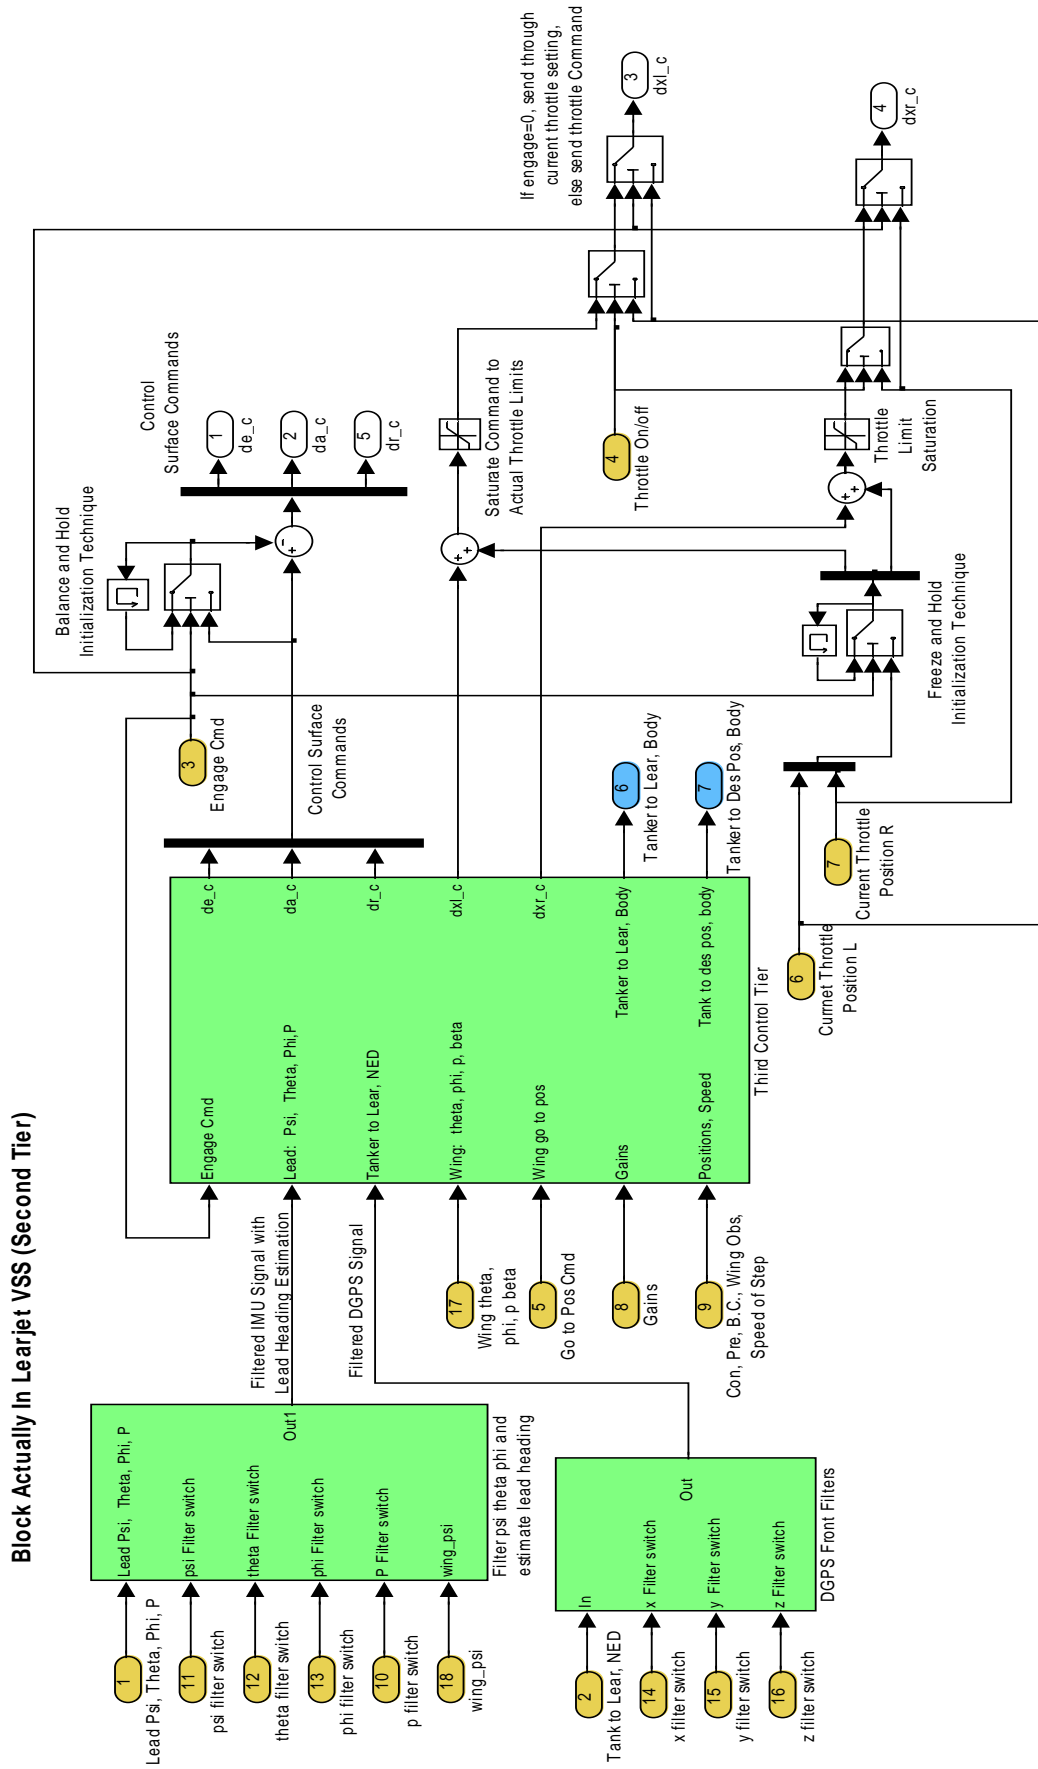 Block Actually In Learjet VSS (Second Tier)
1
Lead Psi, Theta, Phi, P
11
psi filter switch
12
theta filter switch
13
phi filter switch
10
p filter switch
18
wing_psi
Lead Psi, Theta, Phi, P
psi Filter switch
theta Filter switch
phi Filter switch
P Filter switch
wing_psi
Out1
Filter psi theta phi and
estimate lead heading
2
Tank to Lear, NED
14
x filter switch
15
y filter switch
16
z filter switch
In
x Filter switch
y Filter switch
z Filter switch
Out
DGPS Front Filters
Filtered IMU Signal with
Lead Heading Estimation
Filtered DGPS Signal
17
Wing theta,
phi, p beta
5
Go to Pos Cmd
8
Gains
9
Con, Pre, B.C., Wing Obs,
Speed of Step
Engage Cmd
Lead: Psi, Theta, Phi,P
Tanker to Lear, NED
Wing: theta, phi, p, beta
Wing go to pos
Gains
Positions, Speed
de_c
da_c
dr_c
dxl_c
dxr_c
Tanker to Lear, Body
Tank to des pos, body
Third Control Tier
3
Engage Cmd
Control Surface
Commands
6
Tanker to Lear, Body
7
Tanker to Des Pos, Body
6
Currnet Throttle
Position L
7
Current Throttle
Position R
Balance and Hold
Initialization Technique
Freeze and Hold
Initialization Technique
Control
Surface Commands
1
de_c
2
da_c
5
dr_c
Saturate Command to
Actual Throttle Limits
4
Throttle On/off
Throttle
Limit
Saturation
If engage=0, send through
current throttle setting,
else send throttle Command
3
dxl_c
4
dxr_c